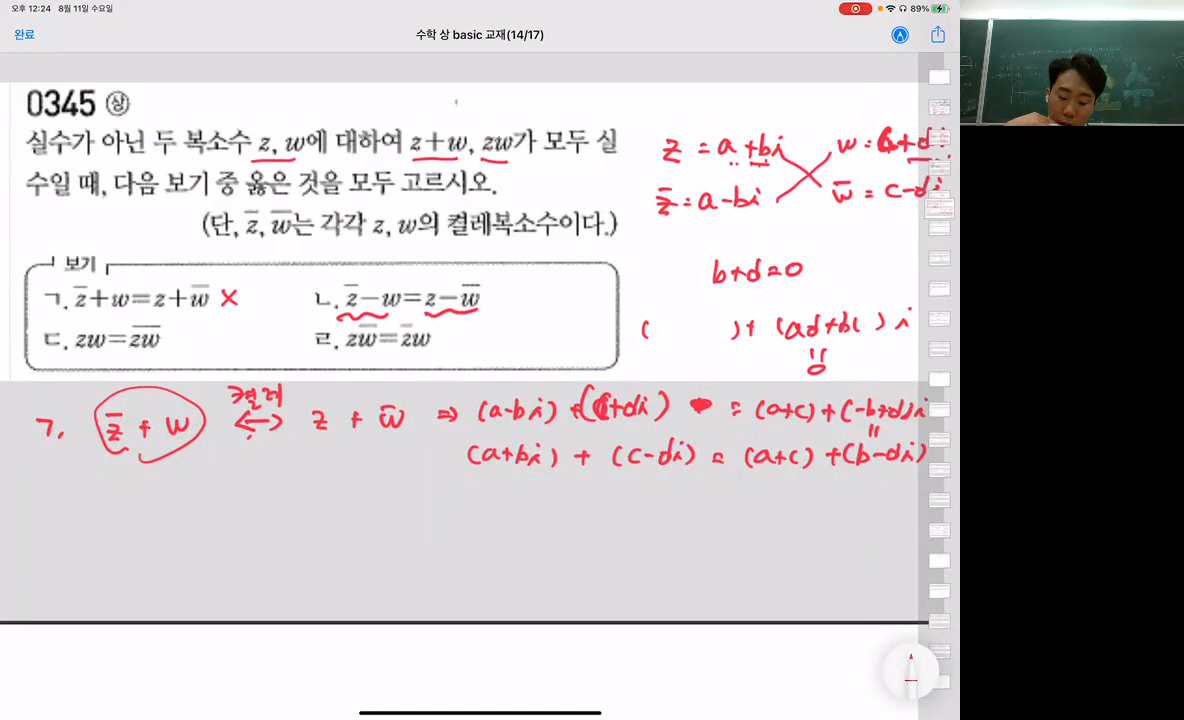 오후 12:24 8월 11일 수요일
89%
완료
수학 상 basic 교재(14/17)
0345 상
실수가 아닌 두 복소수 z, w에 대하여 z+w, zw가 모두 실
수일 때, 다음 보기 중 옳은 것을 모두 고르시오.
(단, z̅, w̅는 각각 z, w의 켤레복소수이다.)
보기
ㄱ. z̅+w=z+w̅ ×
ㄴ. z̅−w=z−w̅
ㄷ. zw=z̅w̅
ㄹ. zw̅=z̅w
z = a+bi
w = c+di
z̅ = a-bi
w̅ = c-di
b+d=0
( )+(ad+bc)i
0
ㄱ. z̅ + w ↔ 켤레 z + w̅ ⇒ (a-bi) + (c+di) = (a+c)+(-b+d)i
(a+bi) + (c-di) = (a+c)+(b-di)